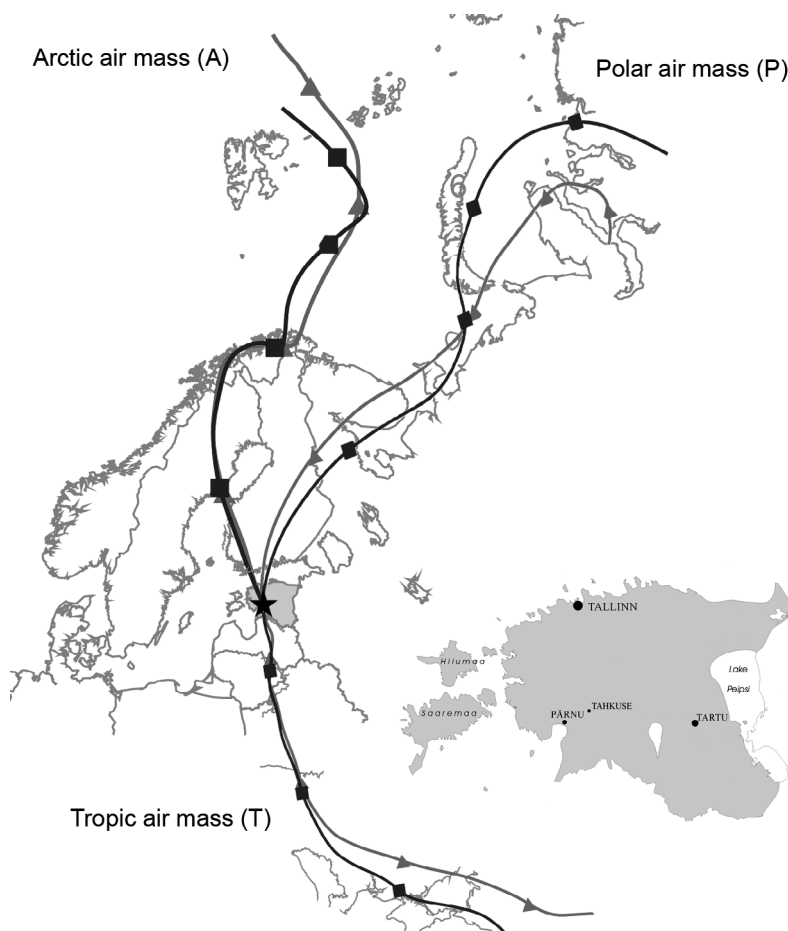 Arctic air mass (A)
Polar air mass (P)
TALLINN
Hiiumaa
Lake
Peipsi
Saaremaa
TAHKUSE
PÄRNU
TARTU
Tropic air mass (T)